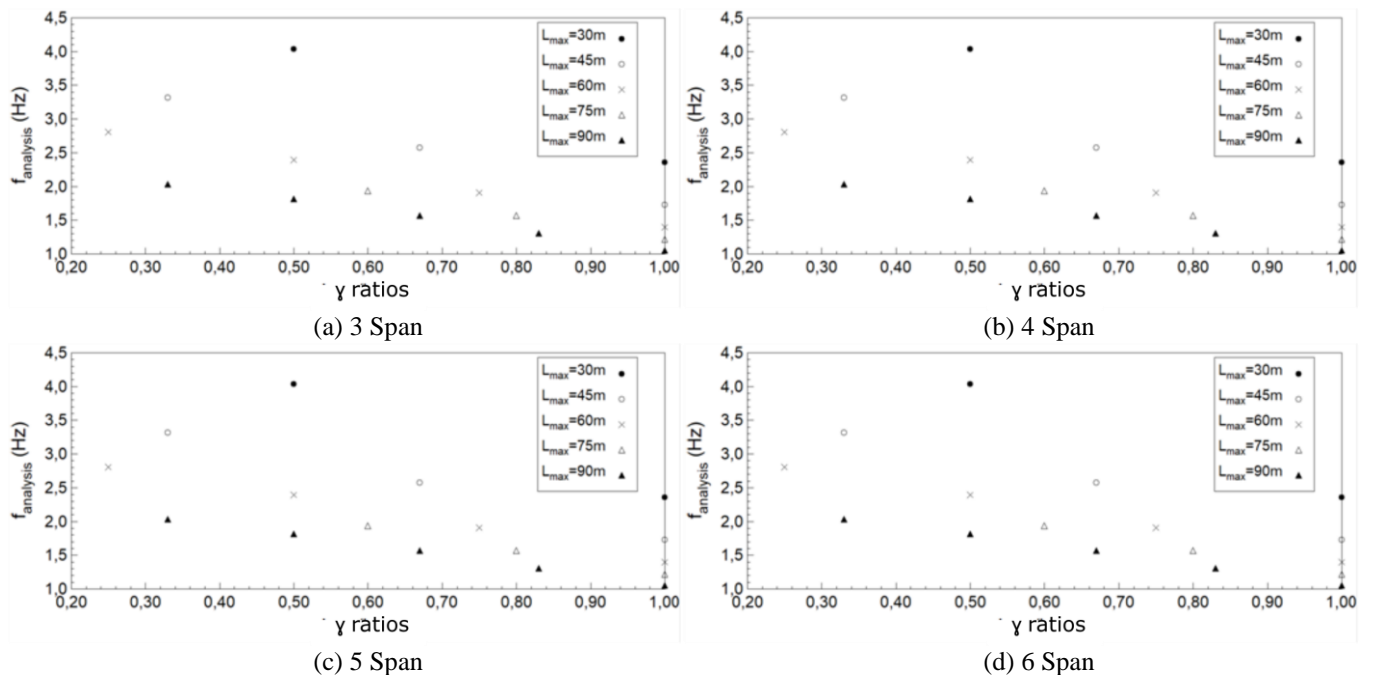 4,5
4,0
3,5
3,0
2,5
2,0
1,5
1,0
f_analysis (Hz)
L_max=30m
L_max=45m
L_max=60m
L_max=75m
L_max=90m
0,20 0,30 0,40 0,50 0,60 0,70 0,80 0,90 1,00
γ ratios
(a) 3 Span
4,5
4,0
3,5
3,0
2,5
2,0
1,5
1,0
f_analysis (Hz)
L_max=30m
L_max=45m
L_max=60m
L_max=75m
L_max=90m
0,20 0,30 0,40 0,50 0,60 0,70 0,80 0,90 1,00
γ ratios
(b) 4 Span
4,5
4,0
3,5
3,0
2,5
2,0
1,5
1,0
f_analysis (Hz)
L_max=30m
L_max=45m
L_max=60m
L_max=75m
L_max=90m
0,20 0,30 0,40 0,50 0,60 0,70 0,80 0,90 1,00
γ ratios
(c) 5 Span
4,5
4,0
3,5
3,0
2,5
2,0
1,5
1,0
f_analysis (Hz)
L_max=30m
L_max=45m
L_max=60m
L_max=75m
L_max=90m
0,20 0,30 0,40 0,50 0,60 0,70 0,80 0,90 1,00
γ ratios
(d) 6 Span